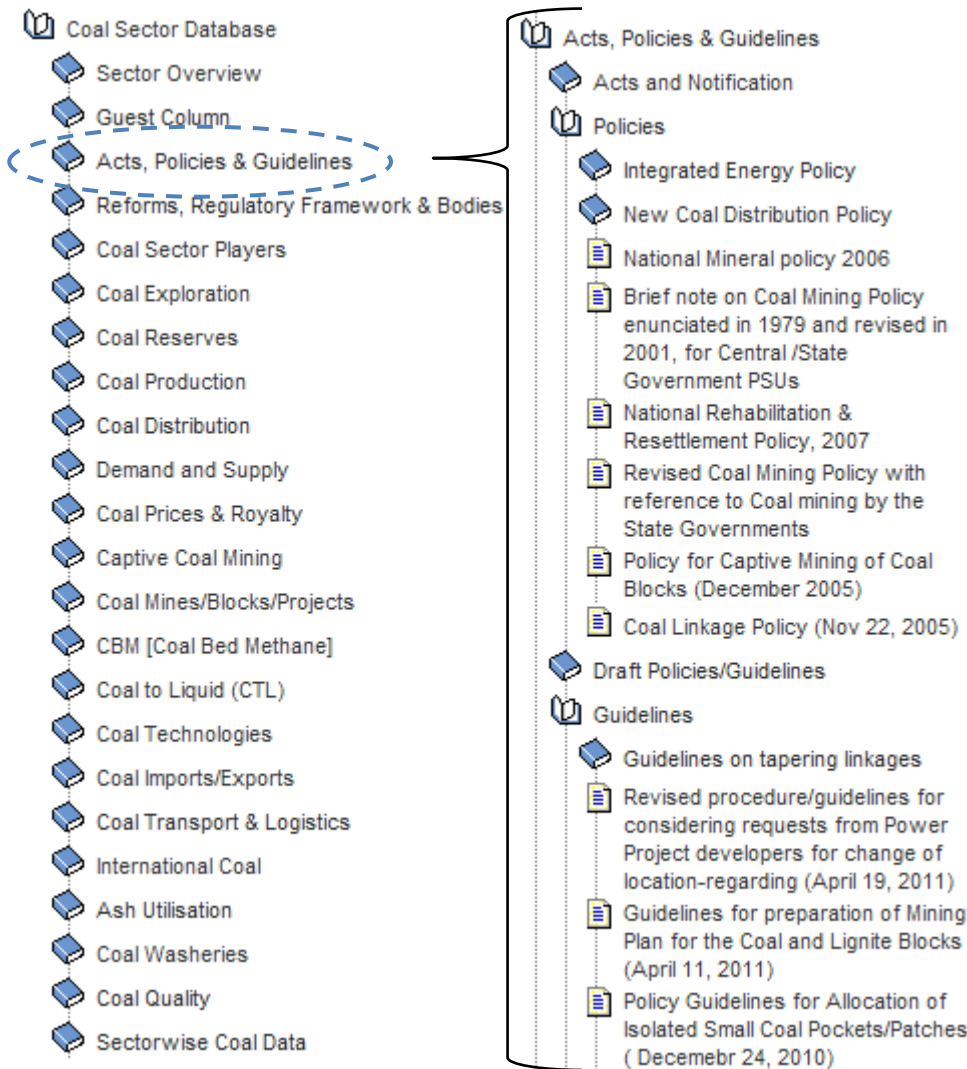 Coal Sector Database
Sector Overview
Guest Column
Acts, Policies & Guidelines
Reforms, Regulatory Framework & Bodies
Coal Sector Players
Coal Exploration
Coal Reserves
Coal Production
Coal Distribution
Demand and Supply
Coal Prices & Royalty
Captive Coal Mining
Coal Mines/Blocks/Projects
CBM [Coal Bed Methane]
Coal to Liquid (CTL)
Coal Technologies
Coal Imports/Exports
Coal Transport & Logistics
International Coal
Ash Utilisation
Coal Washeries
Coal Quality
Sectorwise Coal Data
Acts, Policies & Guidelines
Acts and Notification
Policies
Integrated Energy Policy
New Coal Distribution Policy
National Mineral policy 2006
Brief note on Coal Mining Policy
enunciated in 1979 and revised in
2001, for Central /State
Government PSUs
National Rehabilitation &
Resettlement Policy, 2007
Revised Coal Mining Policy with
reference to Coal mining by the
State Governments
Policy for Captive Mining of Coal
Blocks (December 2005)
Coal Linkage Policy (Nov 22, 2005)
Draft Policies/Guidelines
Guidelines
Guidelines on tapering linkages
Revised procedure/guidelines for
considering requests from Power
Project developers for change of
location-regarding (April 19, 2011)
Guidelines for preparation of Mining
Plan for the Coal and Lignite Blocks
(April 11, 2011)
Policy Guidelines for Allocation of
Isolated Small Coal Pockets/Patches
( Decemebr 24, 2010)